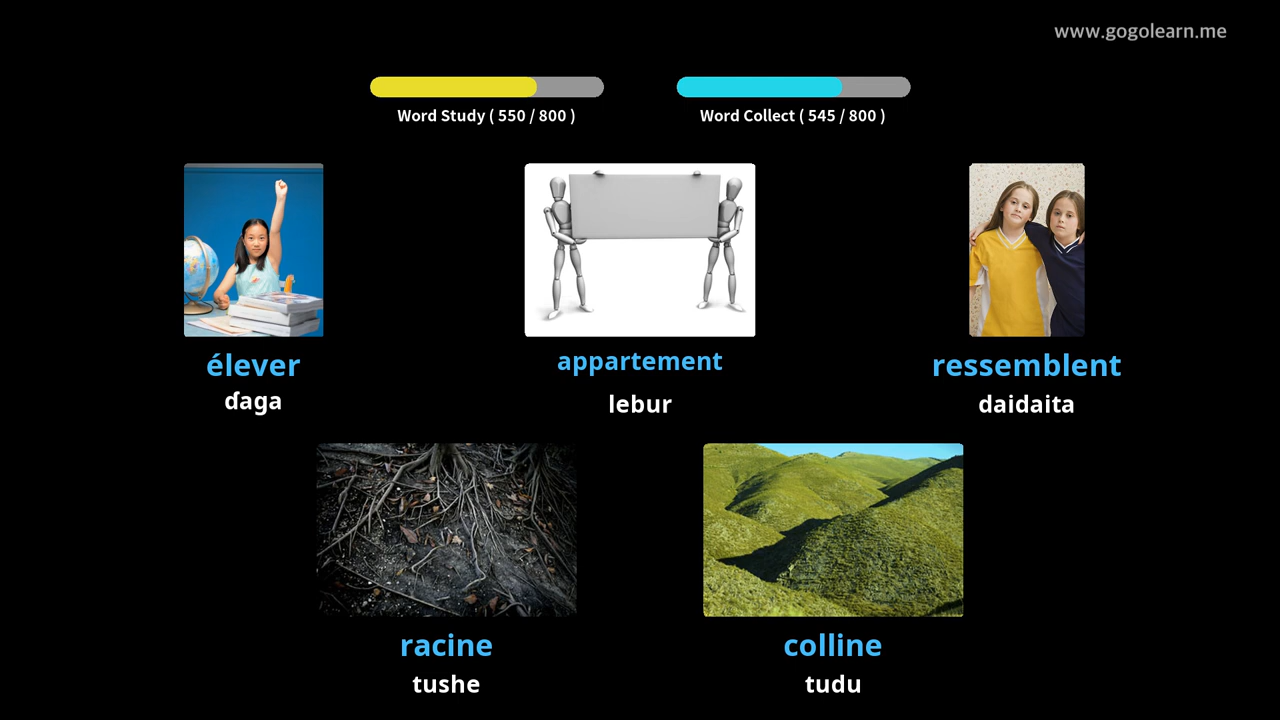 www.gogolearn.me
Word Study ( 550 / 800 )
Word Collect ( 545 / 800 )
élever
ɗaga
appartement
lebur
ressemblent
daidaita
racine
tushe
colline
tudu